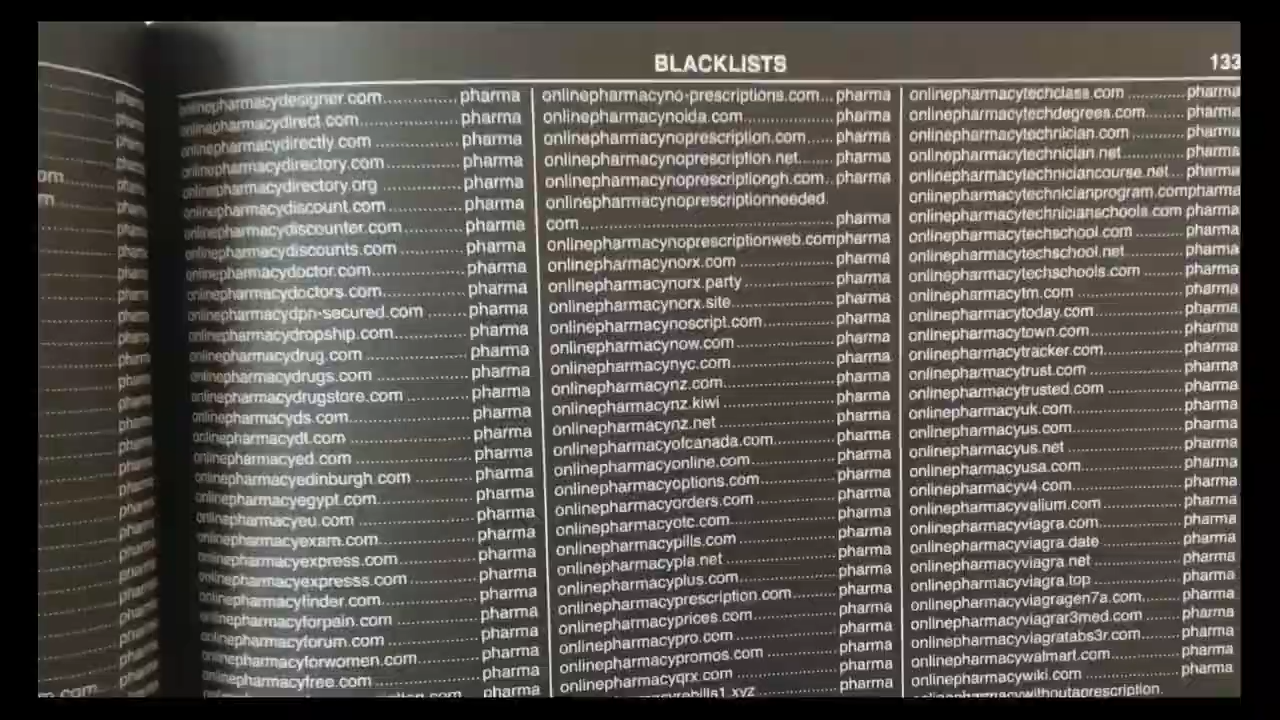 BLACKLISTS
133
onlinepharmacydesigner.com pharma
onlinepharmacydirect.com pharma
onlinepharmacydirectly.com pharma
onlinepharmacydirectory.com pharma
onlinepharmacydirectory.org pharma
onlinepharmacydiscount.com pharma
onlinepharmacydiscounter.com pharma
onlinepharmacydiscounts.com pharma
onlinepharmacydoctor.com pharma
onlinepharmacydoctors.com pharma
onlinepharmacydpn-secured.com pharma
onlinepharmacydropship.com pharma
onlinepharmacydrug.com pharma
onlinepharmacydrugs.com pharma
onlinepharmacydrugstore.com pharma
onlinepharmacyds.com pharma
onlinepharmacydt.com pharma
onlinepharmacyed.com pharma
onlinepharmacyedinburgh.com pharma
onlinepharmacyegypt.com pharma
onlinepharmacyeu.com pharma
onlinepharmacyexam.com pharma
onlinepharmacyexpress.com pharma
onlinepharmacyexpresss.com pharma
onlinepharmacyfinder.com pharma
onlinepharmacyforpain.com pharma
onlinepharmacyforum.com pharma
onlinepharmacyforwomen.com pharma
onlinepharmacyfree.com pharma
onlinepharmacyno-prescriptions.com pharma
onlinepharmacynoida.com pharma
onlinepharmacynoprescription.com pharma
onlinepharmacynoprescription.net pharma
onlinepharmacynoprescriptiongh.com pharma
onlinepharmacynoprescriptionneeded.
com pharma
onlinepharmacynoprescriptionweb.com pharma
onlinepharmacynorx.com pharma
onlinepharmacynorx.party pharma
onlinepharmacynorx.site pharma
onlinepharmacynoscript.com pharma
onlinepharmacynow.com pharma
onlinepharmacynyc.com pharma
onlinepharmacynz.com pharma
onlinepharmacynz.kiwi pharma
onlinepharmacynz.net pharma
onlinepharmacyofcanada.com pharma
onlinepharmacyonline.com pharma
onlinepharmacyoptions.com pharma
onlinepharmacyorders.com pharma
onlinepharmacyotc.com pharma
onlinepharmacypills.com pharma
onlinepharmacypla.net pharma
onlinepharmacyplus.com pharma
onlinepharmacyprescription.com pharma
onlinepharmacyprices.com pharma
onlinepharmacypro.com pharma
onlinepharmacypromos.com pharma
onlinepharmacyqrx.com pharma
onlinepharmacytechclass.com pharma
onlinepharmacytechdegrees.com pharma
onlinepharmacytechnician.com pharma
onlinepharmacytechnician.net pharma
onlinepharmacytechniciancourse.net pharma
onlinepharmacytechnicianprogram.com pharma
onlinepharmacytechnicianschools.com pharma
onlinepharmacytechschool.com pharma
onlinepharmacytechschool.net pharma
onlinepharmacytechschools.com pharma
onlinepharmacytm.com pharma
onlinepharmacytoday.com pharma
onlinepharmacytown.com pharma
onlinepharmacytracker.com pharma
onlinepharmacytrust.com pharma
onlinepharmacytrusted.com pharma
onlinepharmacyuk.com pharma
onlinepharmacyus.com pharma
onlinepharmacyus.net pharma
onlinepharmacyusa.com pharma
onlinepharmacyv4.com pharma
onlinepharmacyvalium.com pharma
onlinepharmacyviagra.com pharma
onlinepharmacyviagra.date pharma
onlinepharmacyviagra.net pharma
onlinepharmacyviagra.top pharma
onlinepharmacyviagragen7a.com pharma
onlinepharmacyviagrar3med.com pharma
onlinepharmacyviagratabs3r.com pharma
onlinepharmacywalmart.com pharma
onlinepharmacywiki.com pharma
onlinepharmacywithoutaprescription.